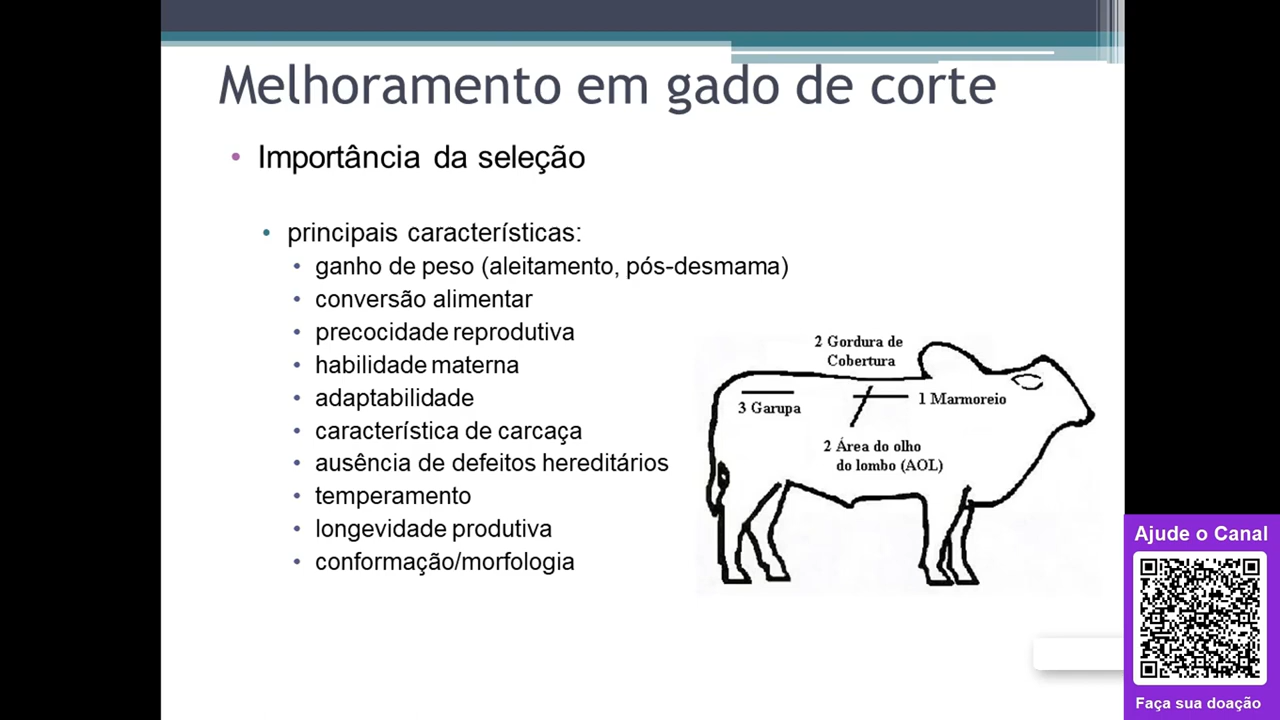 Melhoramento em gado de corte
• Importância da seleção
• principais características:
• ganho de peso (aleitamento, pós-desmama)
• conversão alimentar
• precocidade reprodutiva
• habilidade materna
• adaptabilidade
• característica de carcaça
• ausência de defeitos hereditários
• temperamento
• longevidade produtiva
• conformação/morfologia
2 Gordura de
Cobertura
3 Garupa
1 Marmoreio
2 Área do olho
do lombo (AOL)
Ajude o Canal
Faça sua doação